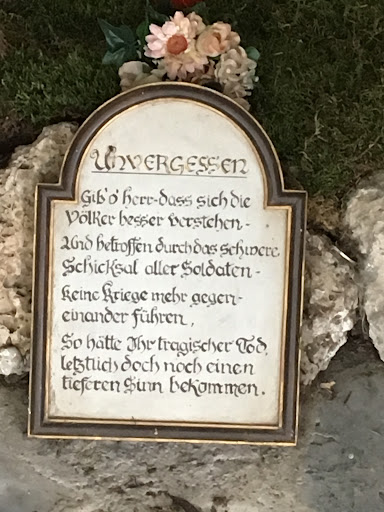 UNVERGESSEN
Gib' o' Herr-dass sich die
Völker besser verstehen-
Und betroffen durch das schwere
Schicksal aller Soldaten-
Keine Kriege mehr gegen-
einander führen,
So hätte Ihr tragischer Tod,
letztlich doch noch einen
tieferen Sinn bekommen.